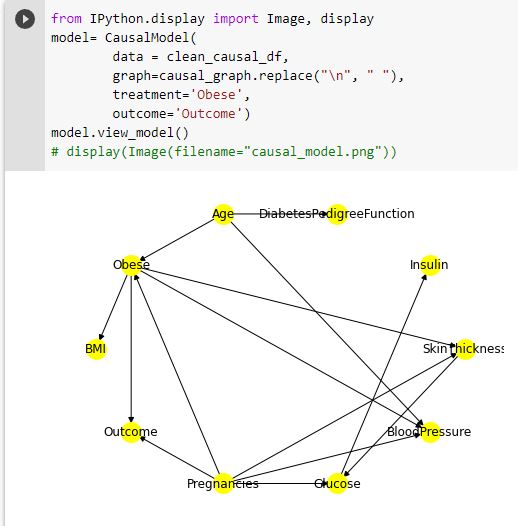 from IPython.display import Image, display
model= CausalModel(
        data = clean_causal_df,
        graph=causal_graph.replace("\n", " "),
        treatment='Obese',
        outcome='Outcome')
model.view_model()
# display(Image(filename="causal_model.png"))
Age
DiabetesPedigreeFunction
Obese
Insulin
BMI
SkinThickness
Outcome
BloodPressure
Pregnancies
Glucose